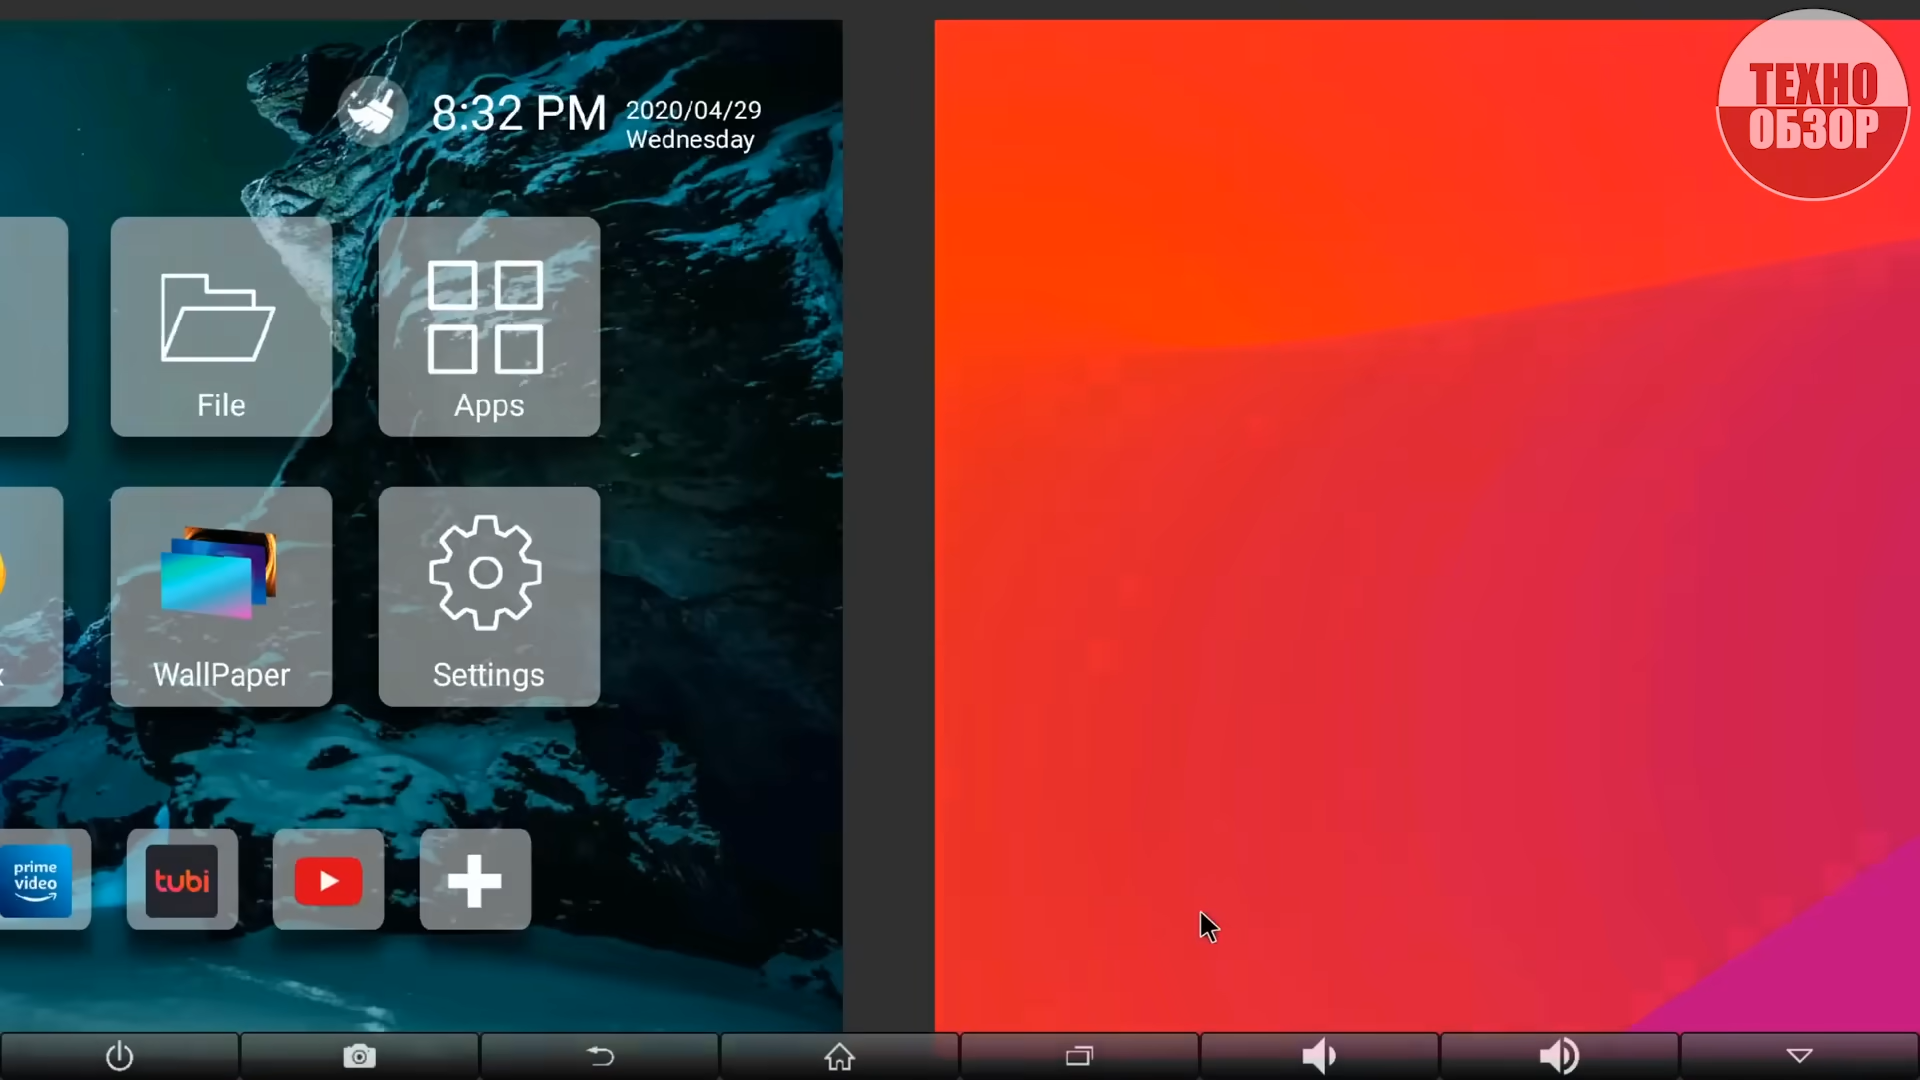 ТЕХНО
ОБЗОР
8:32 PM
2020/04/29
Wednesday
File
Apps
x
WallPaper
Settings
prime
video
tubi